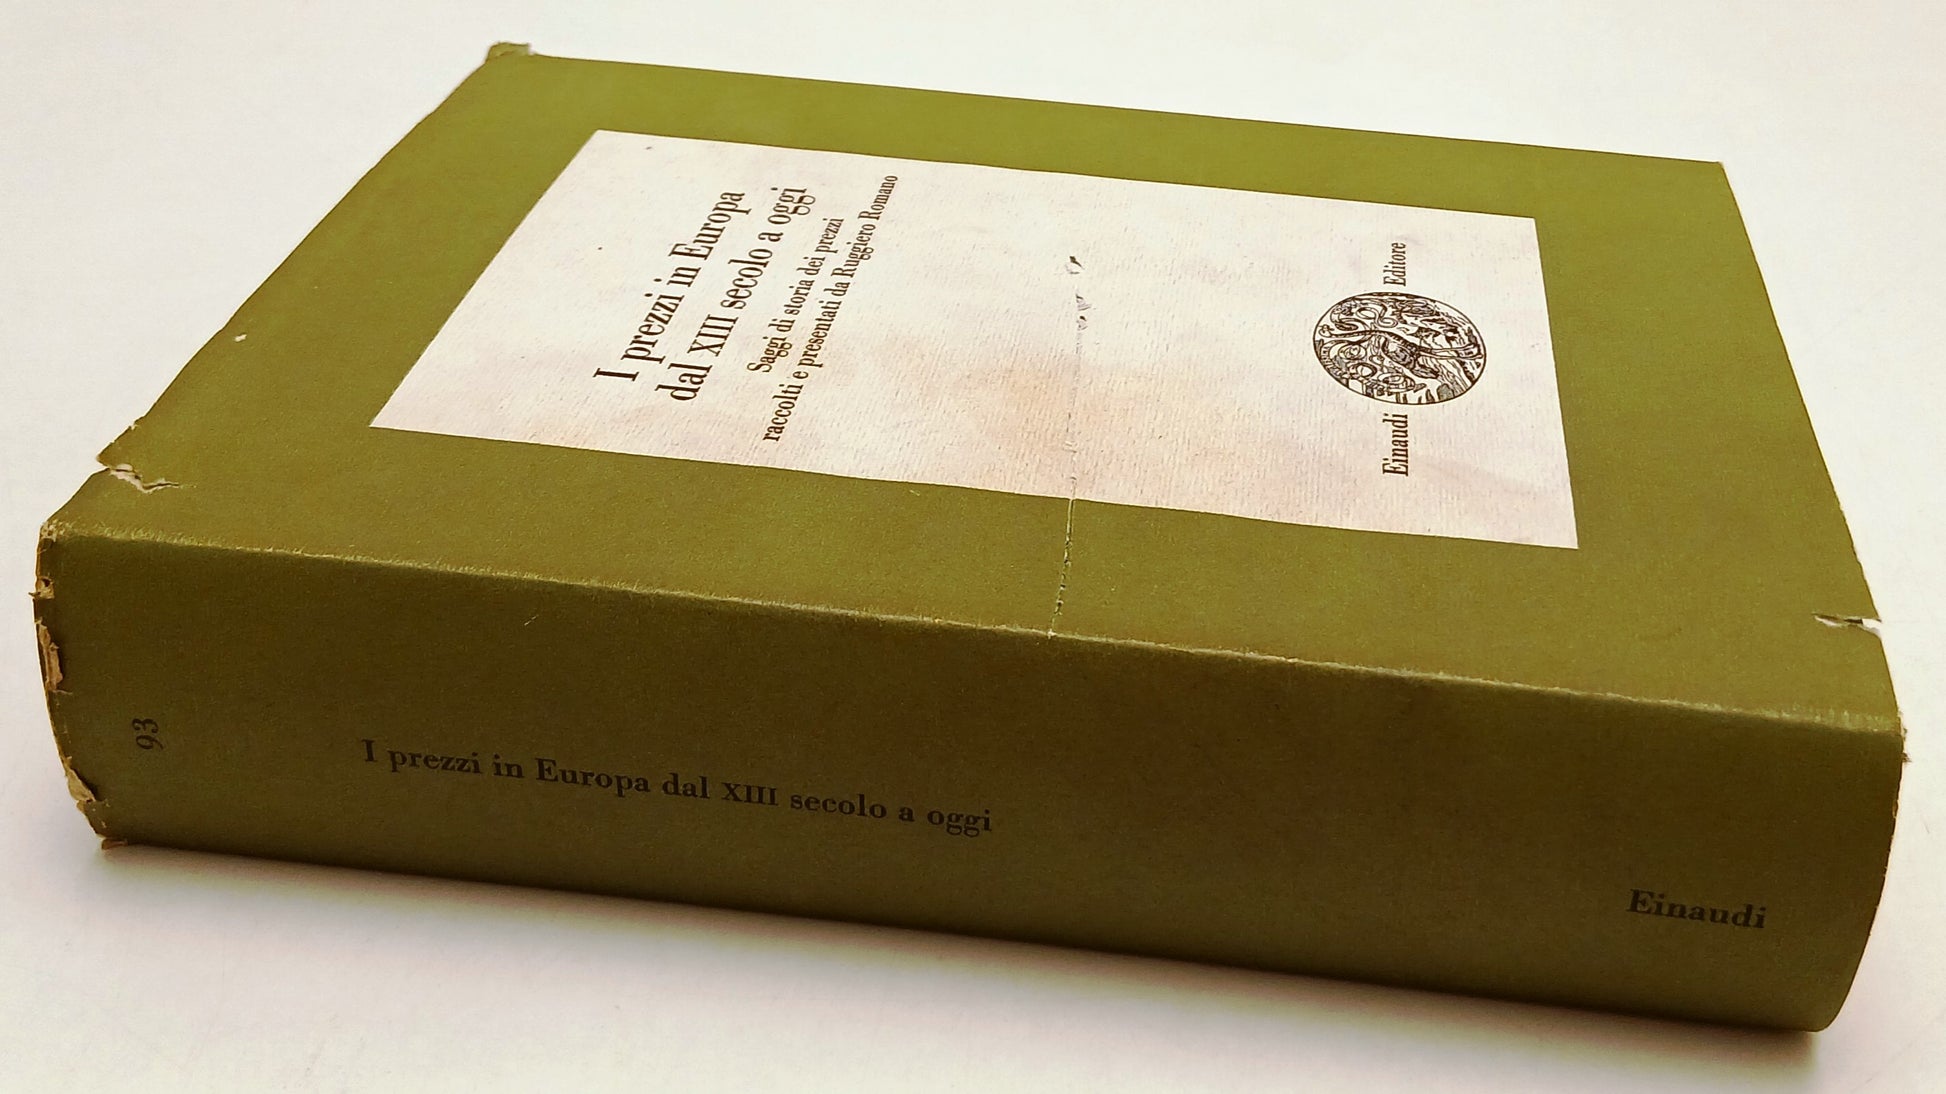 I prezzi in Europa
dal XIII secolo a oggi
Saggi di storia dei prezzi
raccolti e presentati da Ruggiero Romano
Einaudi Editore
93
I prezzi in Europa dal XIII secolo a oggi
Einaudi